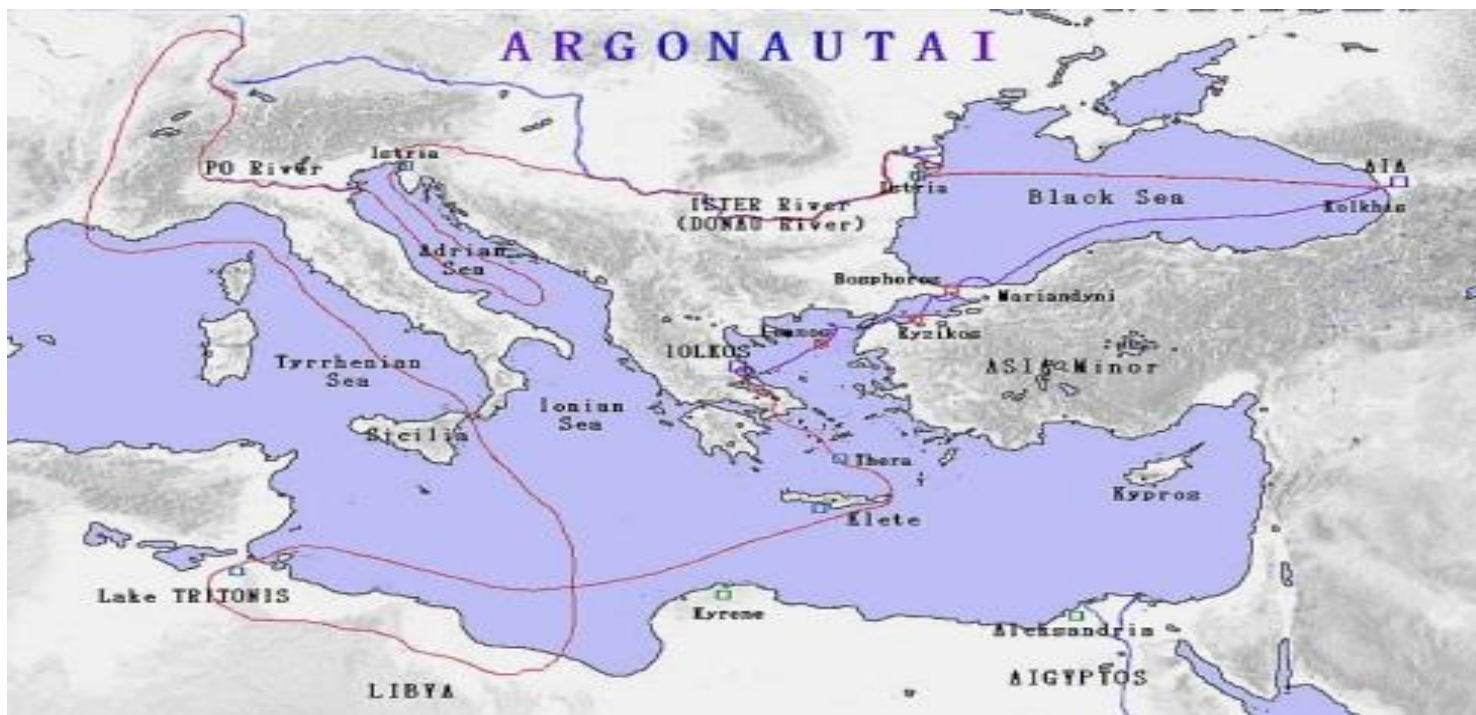 ARGONAUTAI
Istria
PO River
AIA
Istria
Black Sea
Kolkhis
ISTER River
(DONAU River)
Adrian
Sea
Bosphoros
Mariandyni
Lemnos
Kyzikos
IOLKOS
ASIA Minor
Tyrrhenian
Sea
Ionian
Sea
Sicilia
Thera
Kypros
Klete
Lake TRITONIS
Kyrene
Aleksandria
AIGYPTOS
LIBYA